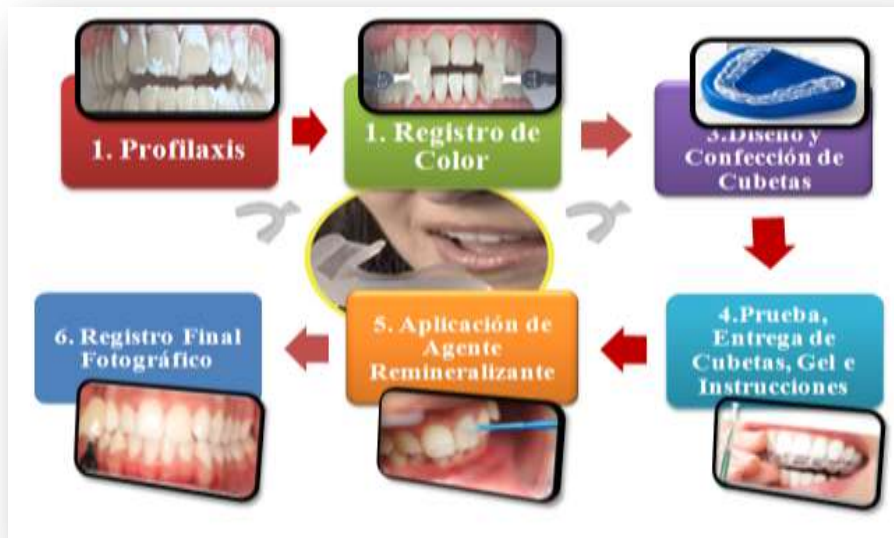 1. Profilaxis
1. Registro de
Color
3.Diseño y
Confección de
Cubetas
4.Prueba,
Entrega de
Cubetas, Gel e
Instrucciones
5. Aplicación de
Agente
Remineralizante
6. Registro Final
Fotográfico